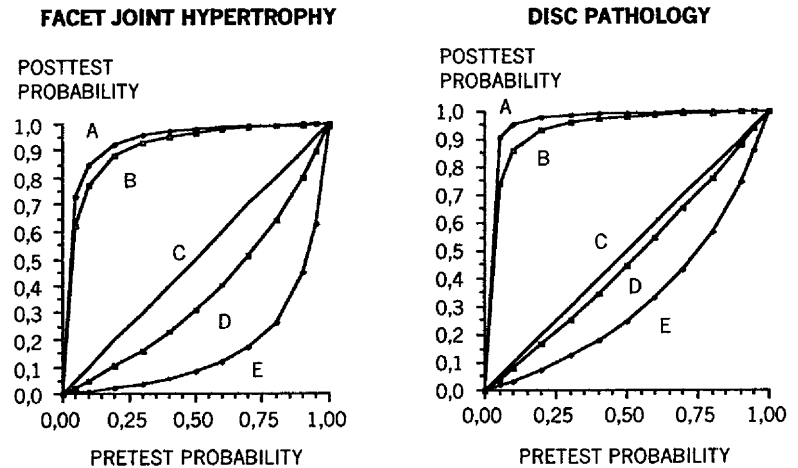 FACET JOINT HYPERTROPHY
POSTTEST
PROBABILITY
1,0
0,9
0,8
0,7
0,6
0,5
0,4
0,3
0,2
0,1
0,0
A
B
C
D
E
0,00 0,25 0,50 0,75 1,00
PRETEST PROBABILITY
DISC PATHOLOGY
POSTTEST
PROBABILITY
1,0
0,9
0,8
0,7
0,6
0,5
0,4
0,3
0,2
0,1
0,0
A
B
C
D
E
0,00 0,25 0,50 0,75 1,00
PRETEST PROBABILITY